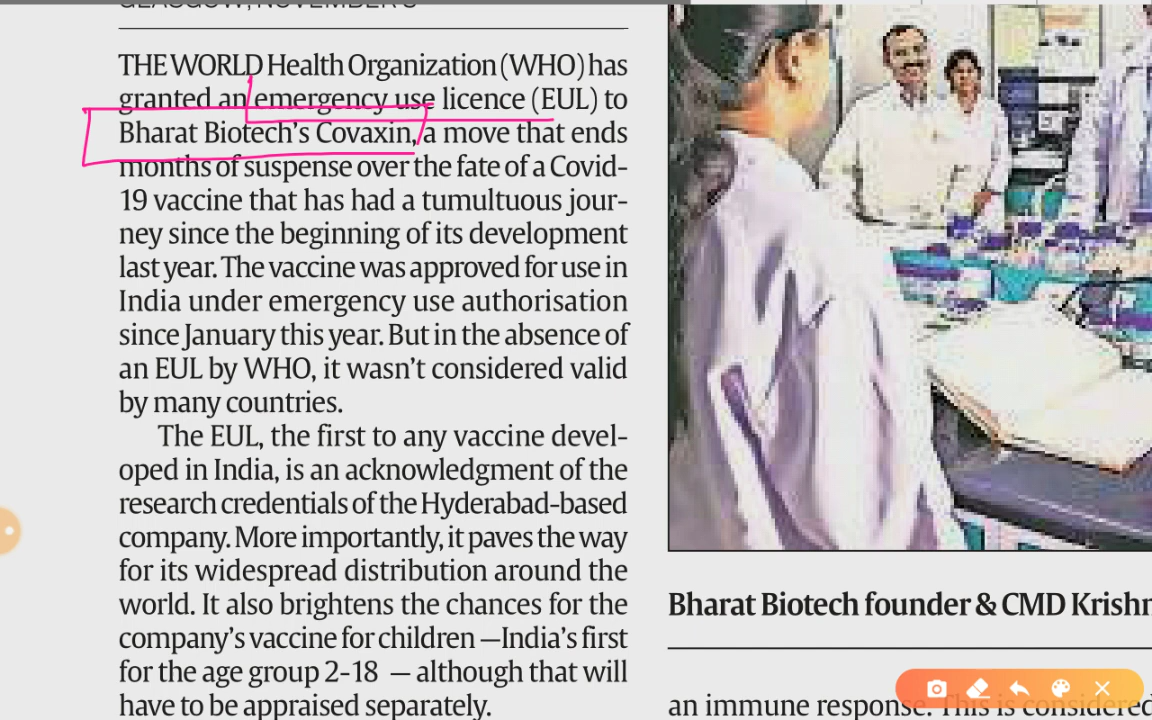 THE WORLD Health Organization (WHO) has
granted an emergency use licence (EUL) to
Bharat Biotech's Covaxin, a move that ends
months of suspense over the fate of a Covid-
19 vaccine that has had a tumultuous jour-
ney since the beginning of its development
last year. The vaccine was approved for use in
India under emergency use authorisation
since January this year. But in the absence of
an EUL by WHO, it wasn't considered valid
by many countries.
The EUL, the first to any vaccine devel-
oped in India, is an acknowledgment of the
research credentials of the Hyderabad-based
company. More importantly, it paves the way
for its widespread distribution around the
world. It also brightens the chances for the
company's vaccine for children —India's first
for the age group 2-18 — although that will
have to be appraised separately.
Bharat Biotech founder & CMD
an immune response. This is considered